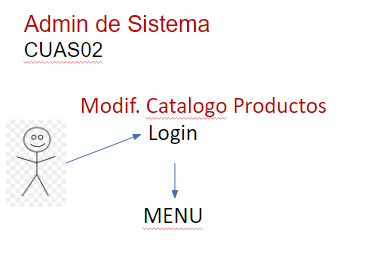 Admin de Sistema
CUAS02
Modif. Catalogo Productos
Login
MENU